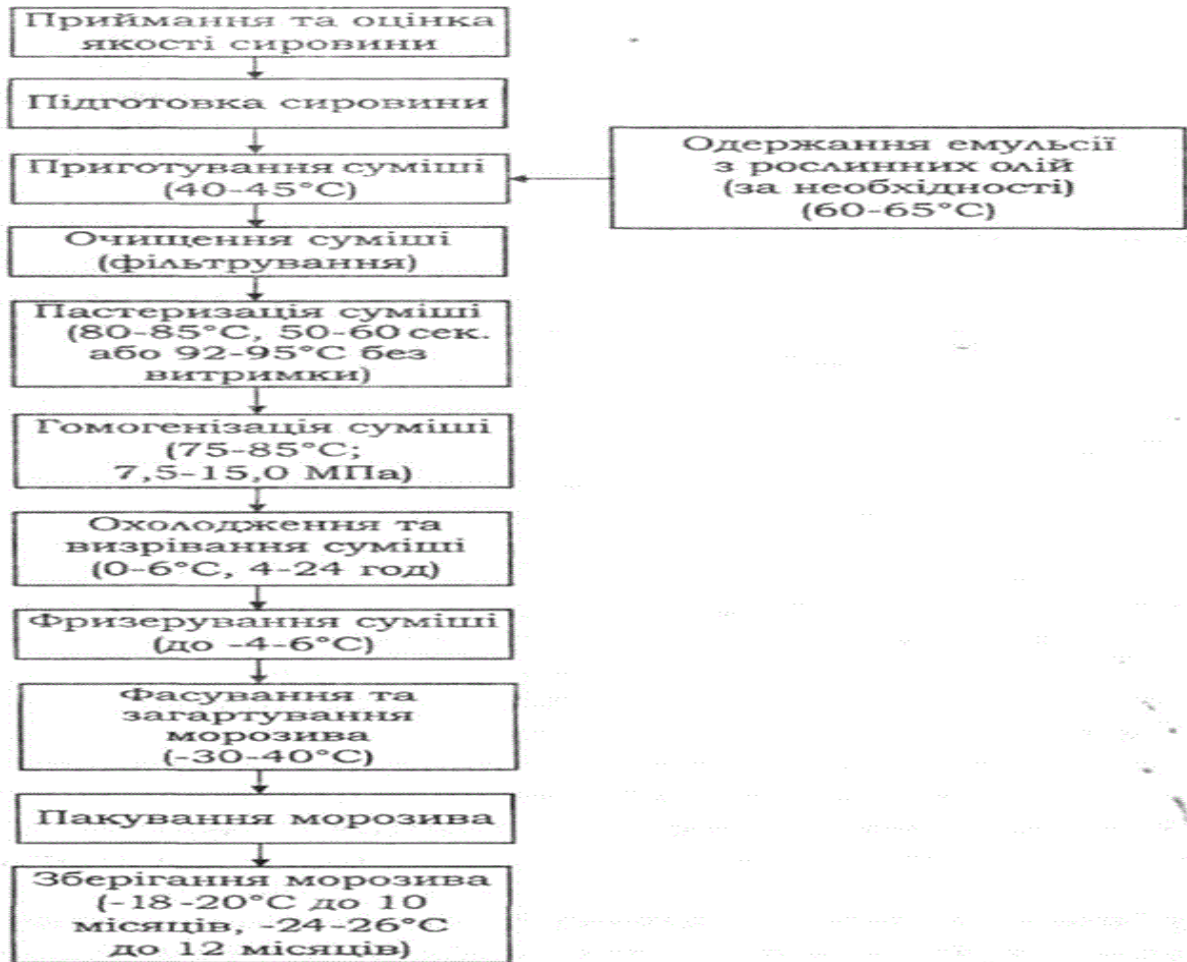 Приймання та оцінка
якості сировини
Підготовка сировини
Приготування суміші
(40-45°С)
Одержання емульсії
з рослинних олій
(за необхідності)
(60-65°С)
Очищення суміші
(фільтрування)
Пастеризація суміші
(80-85°С, 50-60 сек.
або 92-95°С без
витримки)
Гомогенізація суміші
(75-85°С;
7,5-15,0 МПа)
Охолодження та
визрівання суміші
(0-6°С, 4-24 год)
Фризерування суміші
(до -4-6°С)
Фасування та
загартування
морозива
(-30-40°С)
Пакування морозива
Зберігання морозива
(-18-20°С до 10
місяців, -24-26°С
до 12 місяців)